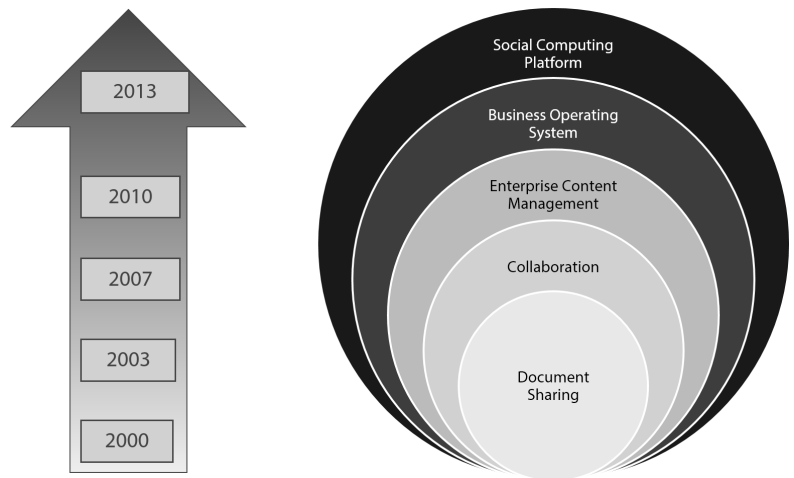 2013
2010
2007
2003
2000
Social Computing
Platform
Business Operating
System
Enterprise Content
Management
Collaboration
Document
Sharing